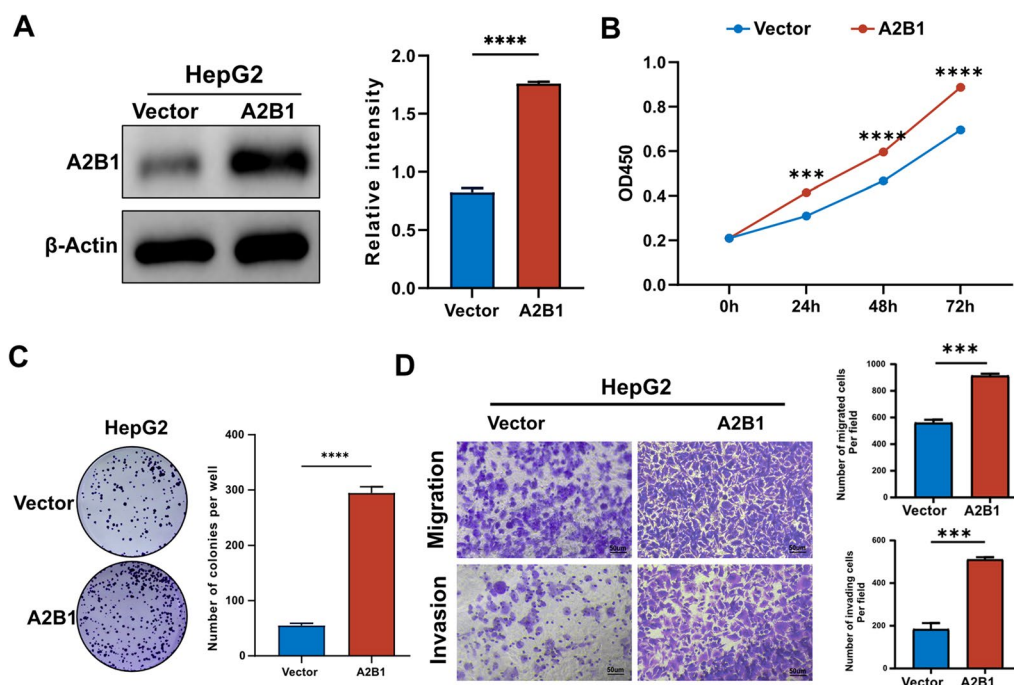 A
HepG2
Vector A2B1
A2B1
β-Actin
Relative intensity
2.0
1.5
1.0
0.5
0.0
****
Vector A2B1
B
Vector A2B1
OD450
1.0
0.8
0.6
0.4
0.2
0.0
***
****
****
0h 24h 48h 72h
C
HepG2
Vector
A2B1
Number of colonies per well
400
300
200
100
0
****
Vector A2B1
D
HepG2
Vector A2B1
Migration
50um 50um
Invasion
50um 50um
Number of migrated cells
Per field
1000
800
600
400
200
0
***
Vector A2B1
Number of invading cells
Per field
600
400
200
0
***
Vector A2B1